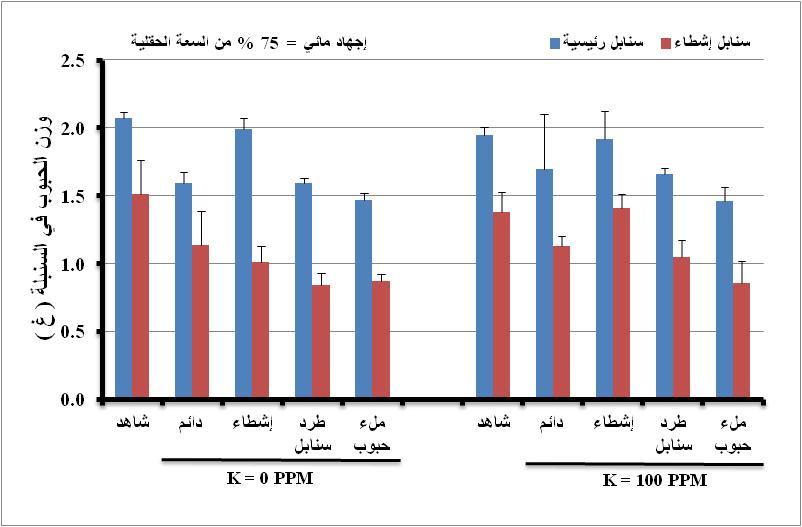 إجهاد مائي = 75 % من السعة الحقلية
سنابل رئيسية
سنابل إشطاء
وزن الحبوب في السنبلة ( غ )
2.5
2.0
1.5
1.0
0.5
0.0
شاهد
دائم
إشطاء
طرد
سنابل
ملء
حبوب
شاهد
دائم
إشطاء
طرد
سنابل
ملء
حبوب
K = 0 PPM
K = 100 PPM